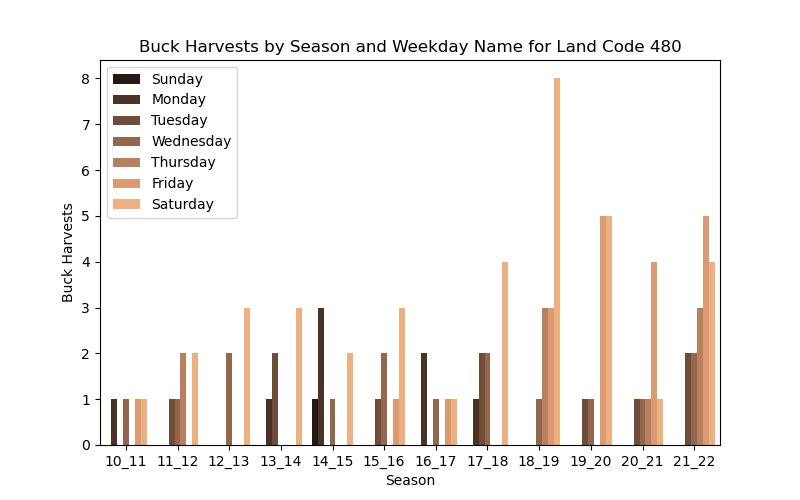 Buck Harvests by Season and Weekday Name for Land Code 480
Sunday
Monday
Tuesday
Wednesday
Thursday
Friday
Saturday
8
7
6
5
4
3
2
1
0
Buck Harvests
10_11 11_12 12_13 13_14 14_15 15_16 16_17 17_18 18_19 19_20 20_21 21_22
Season